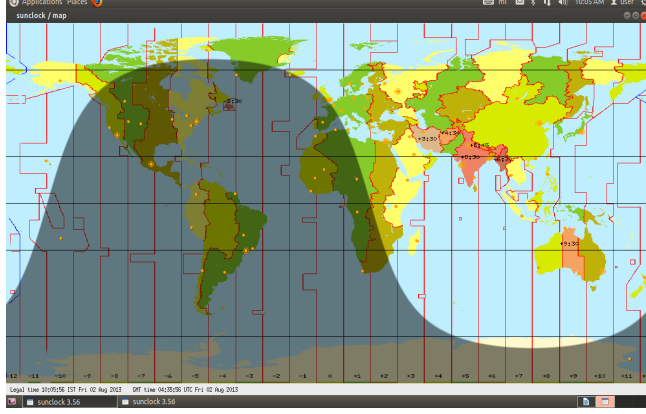 Applications Places mi 10:05 AM user
sunclock / map
-3:30
+3:30
+4:30
+5:45
+5:30
+6:30
+9:30
-12 -11 -10 -9 -8 -7 -6 -5 -4 -3 -2 -1 0 +1 +2 +3 +4 +5 +6 +7 +8 +9 +10 +11 +
Legal time 10:05:56 IST Fri 02 Aug 2013 GMT time 04:35:56 UTC Fri 02 Aug 2013
sunclock 3.56 sunclock 3.56